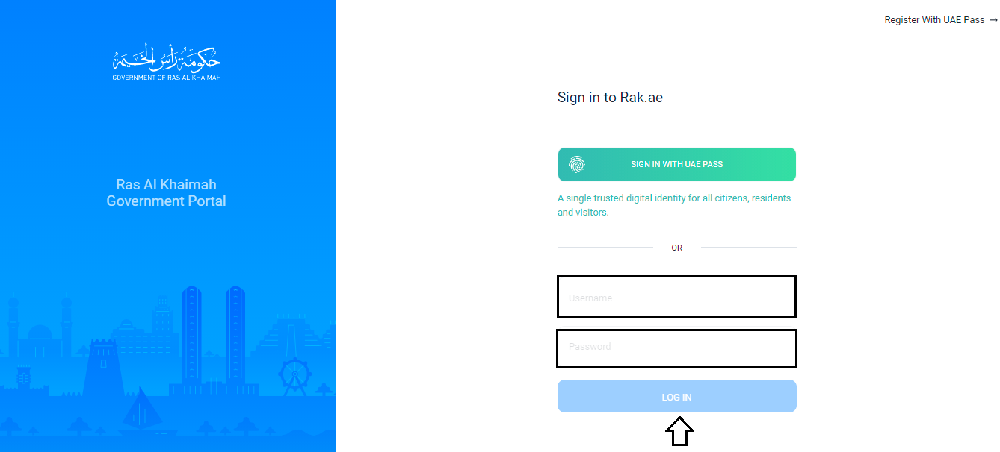 حكومة رأس الخيمة
GOVERNMENT OF RAS AL KHAIMAH
Ras Al Khaimah
Government Portal
Register With UAE Pass →
Sign in to Rak.ae
SIGN IN WITH UAE PASS
A single trusted digital identity for all citizens, residents
and visitors.
OR
Username
Password
LOG IN